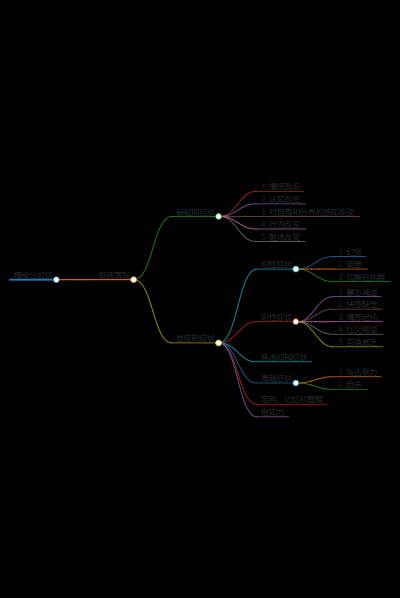 精神分裂症
临床表现
前驱期症状
1. 情绪改变
2. 认知改变
3. 对自身和外界的感知改变
4. 行为改变
5. 躯体改变
显症期症状
阳性症状
1. 幻觉
2. 妄想
3. 瓦解症状群
阴性症状
1. 意志减退
2. 快感缺乏
3. 情感迟钝
4. 社交退缩
5. 言语贫乏
焦虑抑郁症状
激越症状
1. 攻击暴力
2. 自杀
定向、记忆和智能
自知力